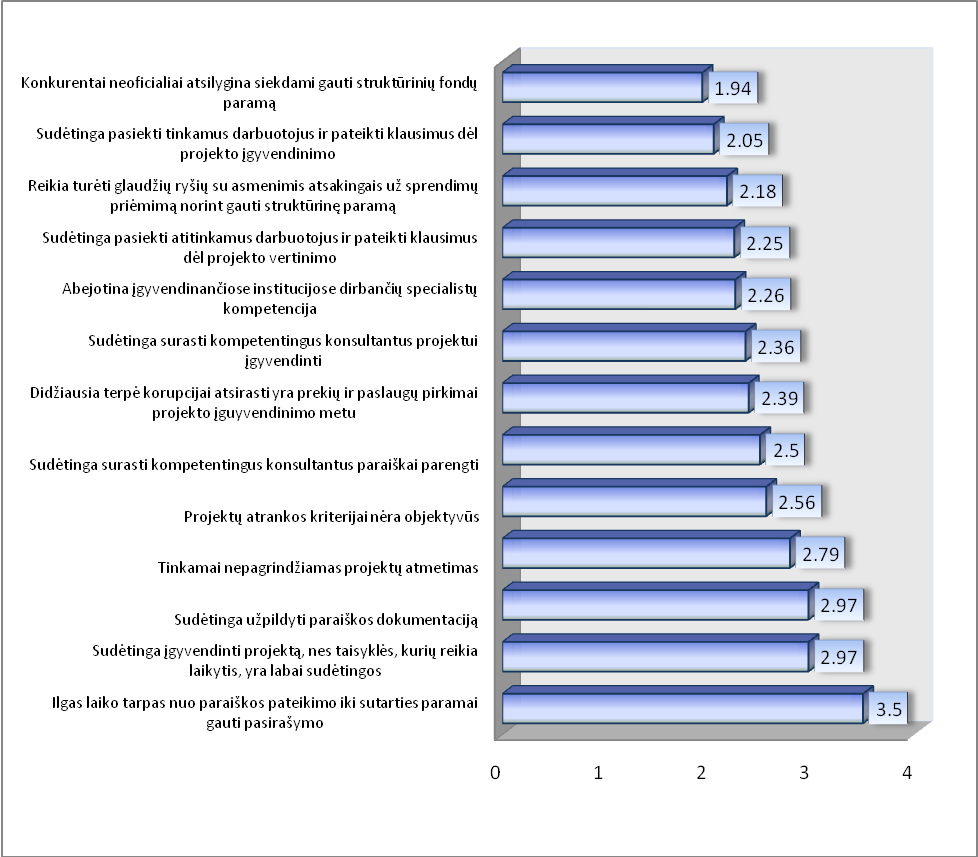 Konkurentai neoficialiai atsilygina siekdami gauti struktūrinių fondų
paramą
1.94
Sudėtinga pasiekti tinkamus darbuotojus ir pateikti klausimus dėl
projekto įgyvendinimo
2.05
Reikia turėti glaudžių ryšių su asmenimis atsakingais už sprendimų
priėmimą norint gauti struktūrinę paramą
2.18
Sudėtinga pasiekti atitinkamus darbuotojus ir pateikti klausimus
dėl projekto vertinimo
2.25
Abejotina įgyvendinančiose institucijose dirbančių specialistų
kompetencija
2.26
Sudėtinga surasti kompetentingus konsultantus projektui
įgyvendinti
2.36
Didžiausia terpė korupcijai atsirasti yra prekių ir paslaugų pirkimai
projekto įguyvendinimo metu
2.39
Sudėtinga surasti kompetentingus konsultantus paraiškai parengti
2.5
Projektų atrankos kriterijai nėra objektyvūs
2.56
Tinkamai nepagrindžiamas projektų atmetimas
2.79
Sudėtinga užpildyti paraiškos dokumentaciją
2.97
Sudėtinga įgyvendinti projektą, nes taisyklės, kurių reikia
laikytis, yra labai sudėtingos
2.97
Ilgas laiko tarpas nuo paraiškos pateikimo iki sutarties paramai
gauti pasirašymo
3.5
0 1 2 3 4